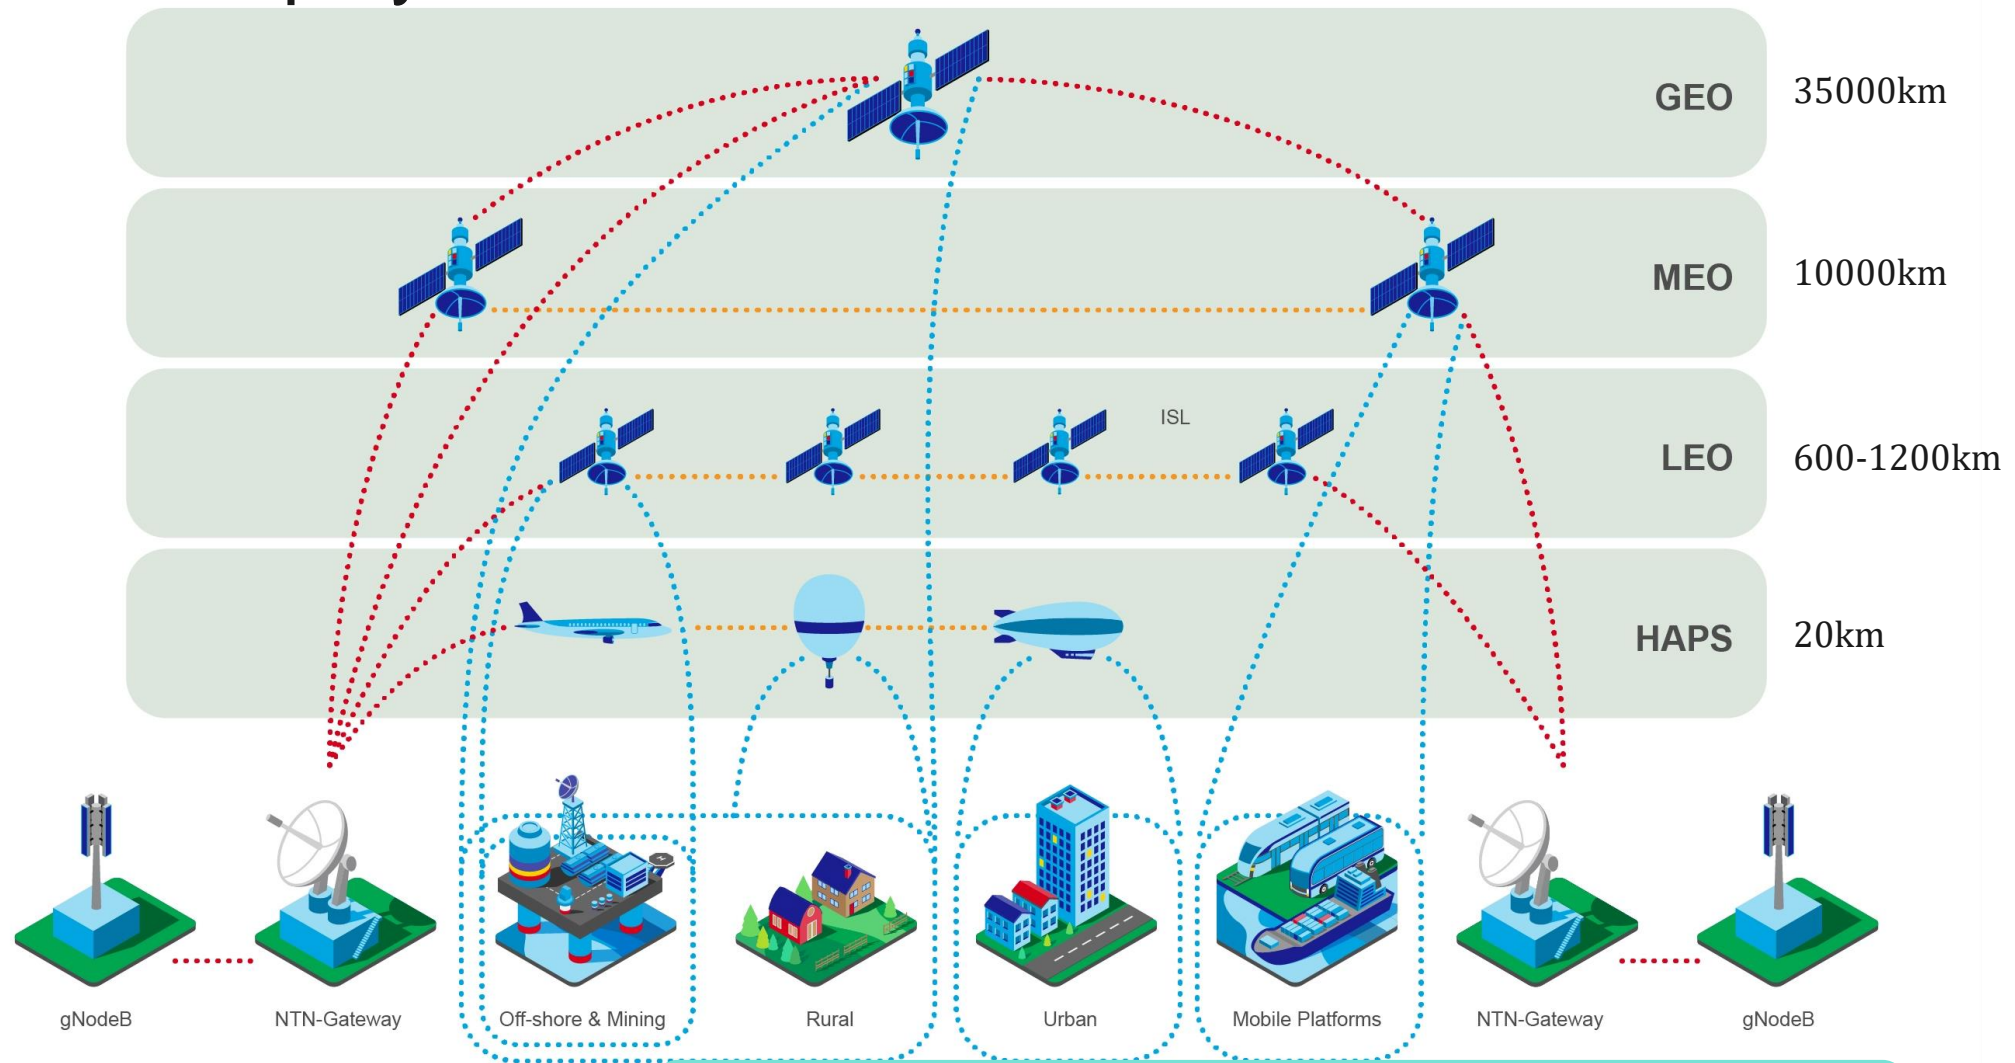 GEO 35000km
MEO 10000km
ISL
LEO 600-1200km
HAPS 20km
gNodeB NTN-Gateway Off-shore & Mining Rural Urban Mobile Platforms NTN-Gateway gNodeB